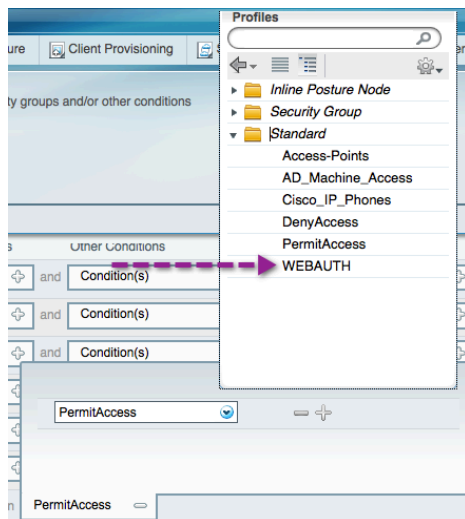 Profiles
ure
Client Provisioning
Inline Posture Node
ty groups and/or other conditions
Security Group
Standard
Access-Points
AD_Machine_Access
Cisco_IP_Phones
DenyAccess
s
Other Conditions
PermitAccess
and
Condition(s)
WEBAUTH
and
Condition(s)
and
Condition(s)
PermitAccess
n
PermitAccess